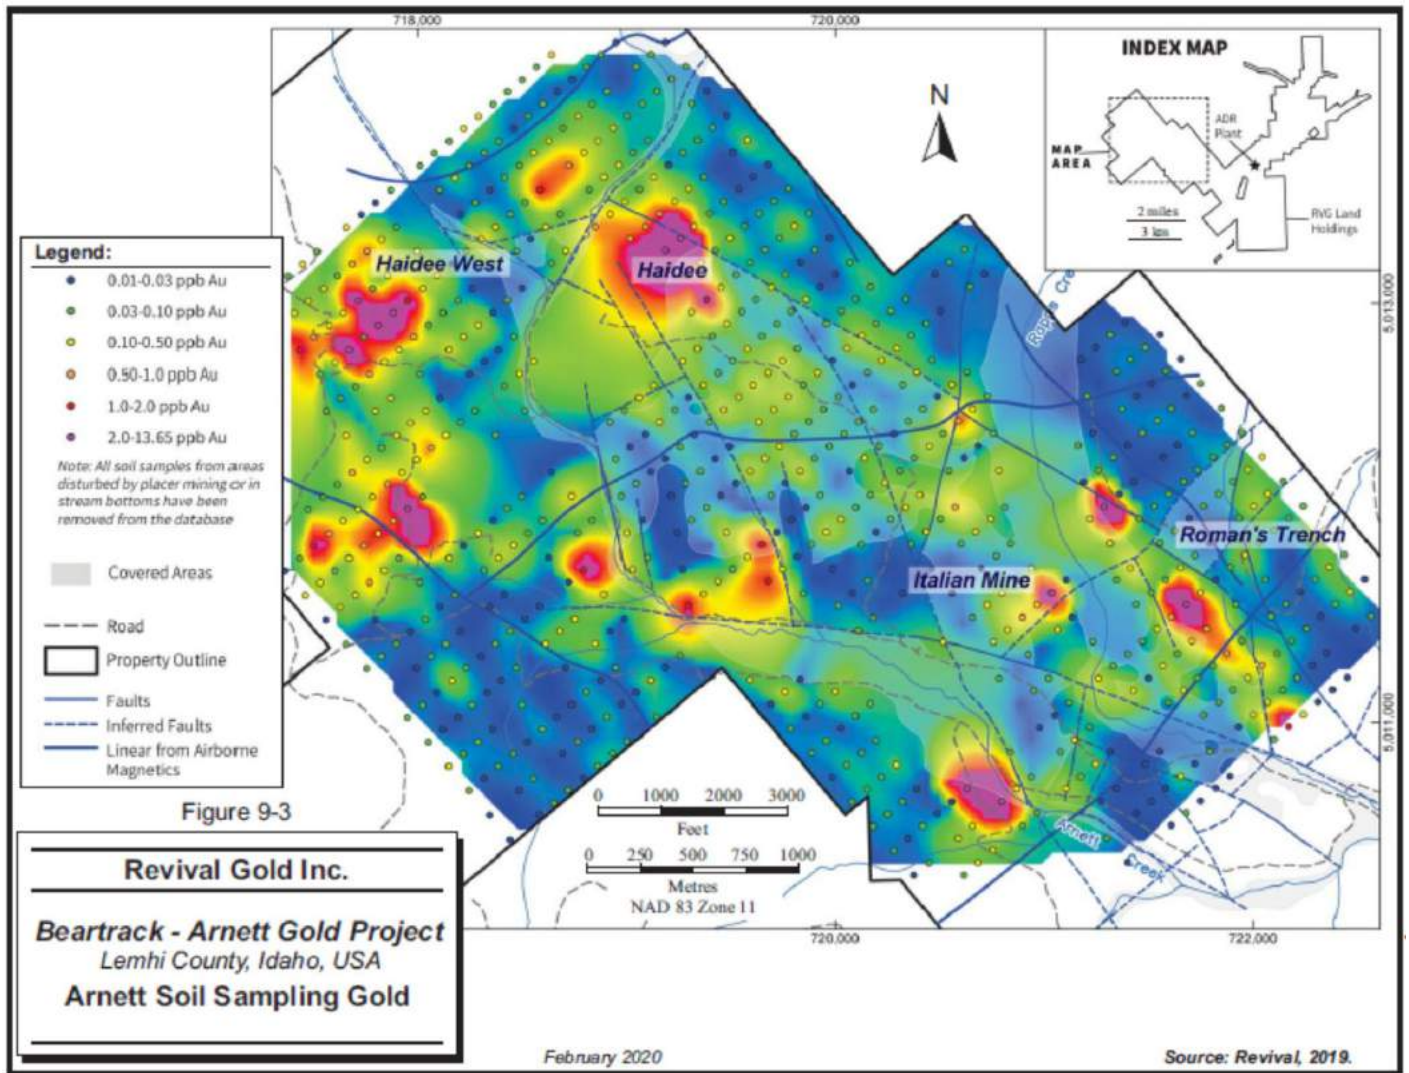 718,000
720,000
INDEX MAP
N
ADR
Plant
MAP
AREA
2 miles
3 kms
RVG Land
Holdings
Legend:
0.01-0.03 ppb Au
0.03-0.10 ppb Au
0.10-0.50 ppb Au
0.50-1.0 ppb Au
1.0-2.0 ppb Au
2.0-13.65 ppb Au
Note: All soil samples from areas
disturbed by placer mining or in
stream bottoms have been
removed from the database
Covered Areas
Road
Property Outline
Faults
Inferred Faults
Linear from Airborne
Magnetics
Haidee West
Haidee
5,013,000
Roman's Trench
Italian Mine
5,011,000
Arnett
Creek
0 1000 2000 3000
Feet
0 250 500 750 1000
Metres
NAD 83 Zone 11
720,000
722,000
Figure 9-3
Revival Gold Inc.
Beartrack - Arnett Gold Project
Lemhi County, Idaho, USA
Arnett Soil Sampling Gold
February 2020
Source: Revival, 2019.